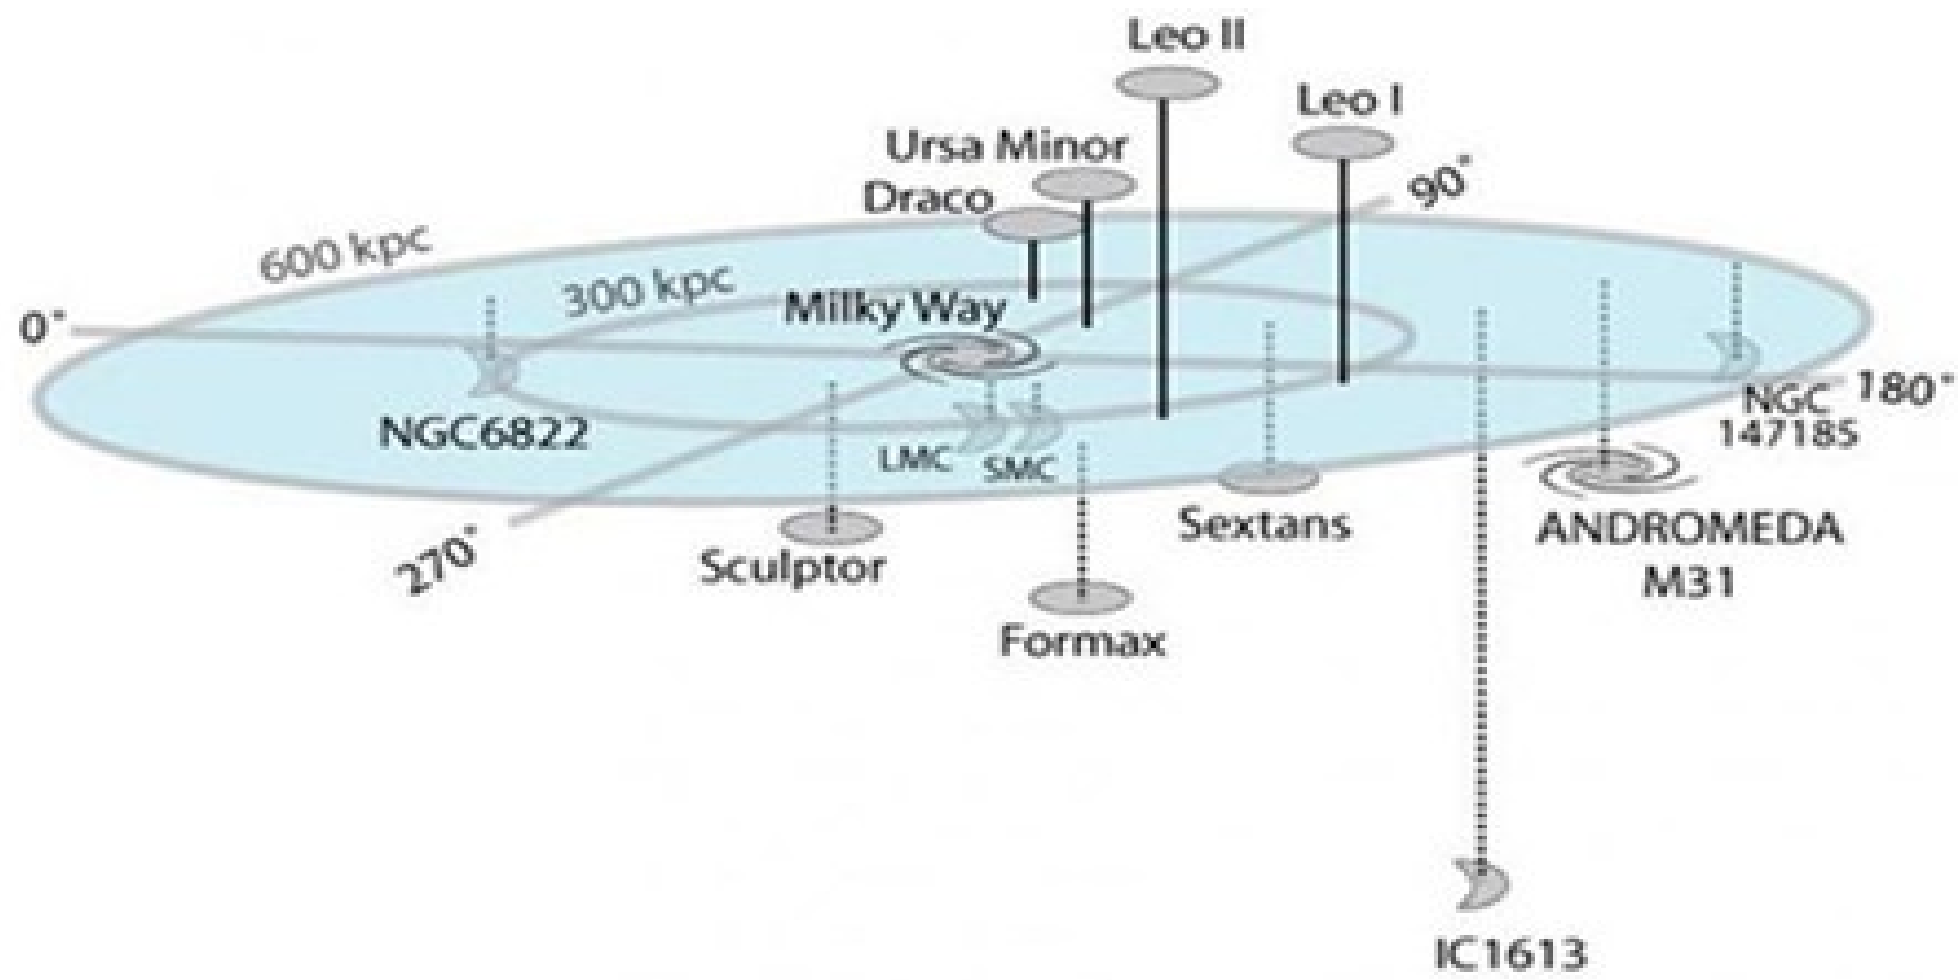 Leo II
Leo I
Ursa Minor
Draco
90°
600 kpc
300 kpc
Milky Way
0°
NGC6822
LMC
SMC
NGC
147185
180°
270°
Sculptor
Sextans
ANDROMEDA
M31
Formax
IC1613